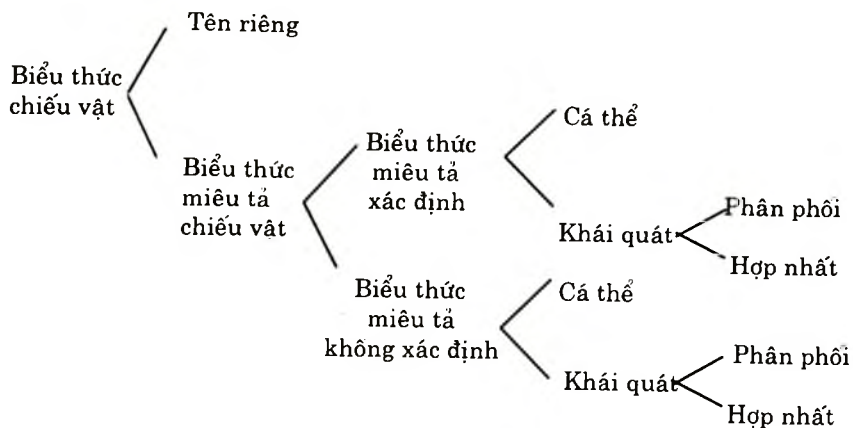 Tên riêng
Biểu thức
chiếu vật
Biểu thức
miêu tả
chiếu vật
Biểu thức
miêu tả
xác định
Cá thể
Khái quát
Phân phôi
Hợp nhất
Biểu thức
miêu tả
không xác định
Cá thể
Khái quát
Phân phôi
Hợp nhất